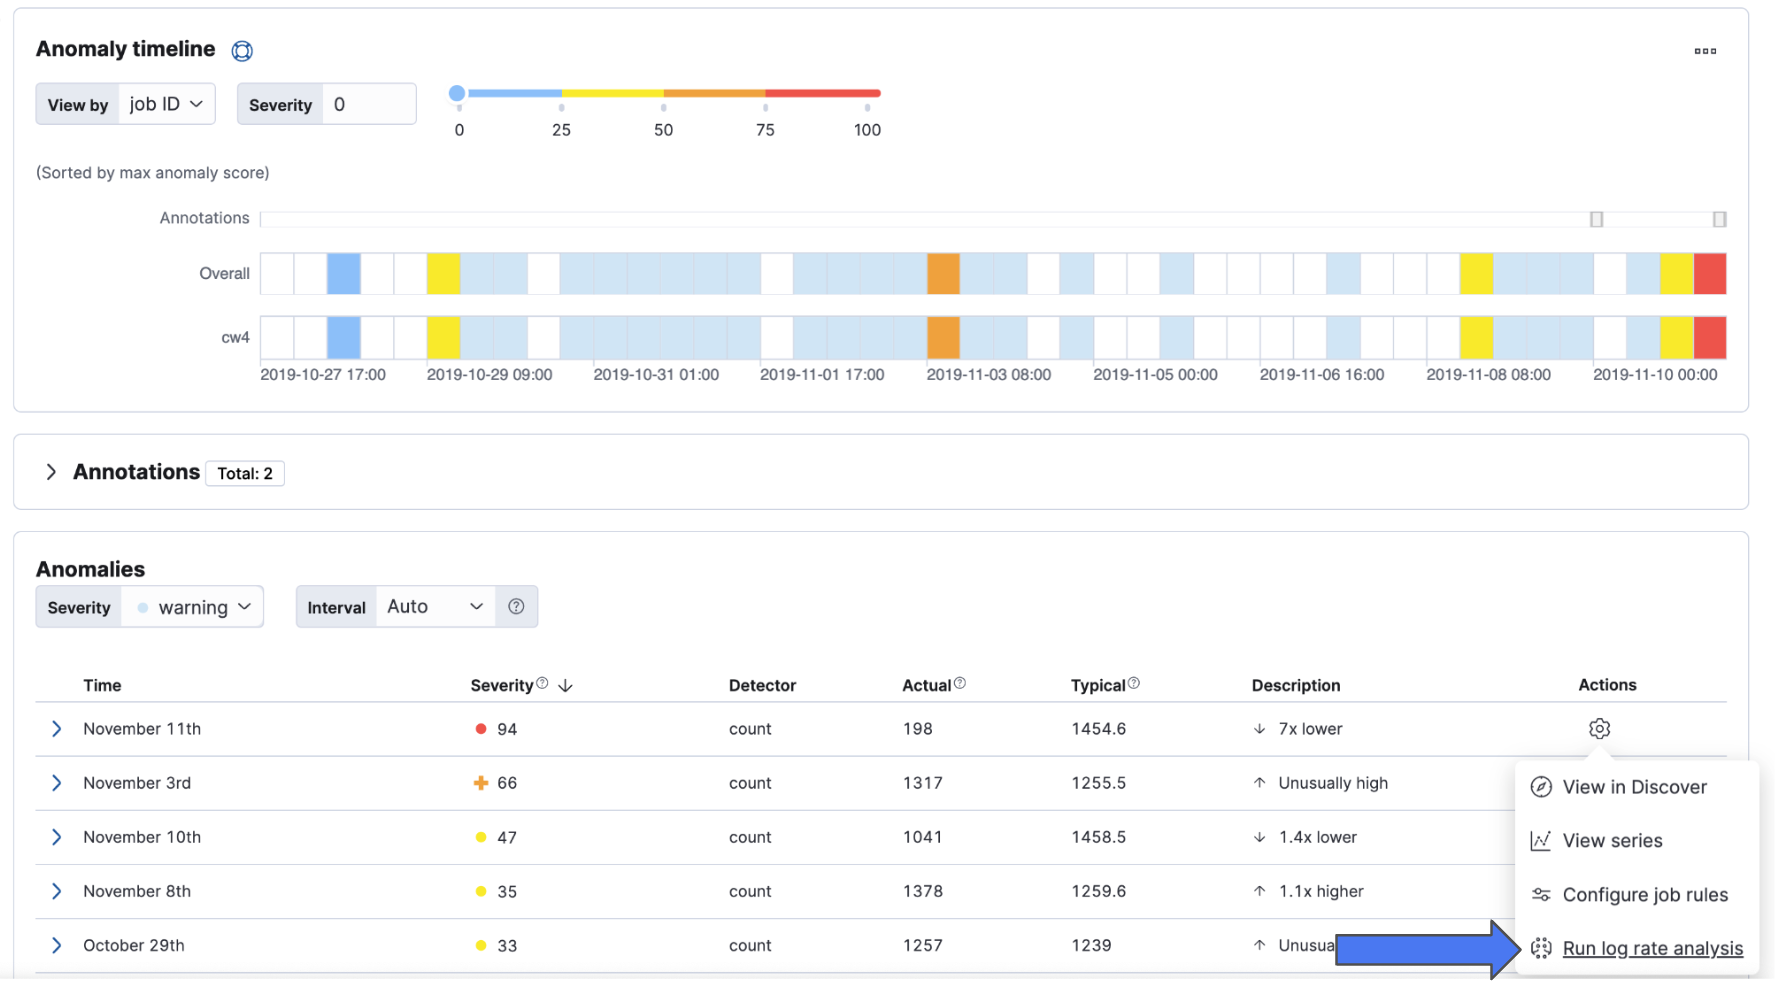 Anomaly timeline
View by job ID Severity 0
0 25 50 75 100
(Sorted by max anomaly score)
Annotations
Overall
cw4
2019-10-27 17:00 2019-10-29 09:00 2019-10-31 01:00 2019-11-01 17:00 2019-11-03 08:00 2019-11-05 00:00 2019-11-06 16:00 2019-11-08 08:00 2019-11-10 00:00
Annotations Total: 2
Anomalies
Severity warning Interval Auto
Time Severity Detector Actual Typical Description Actions
November 11th 94 count 198 1454.6 ↓ 7x lower
November 3rd 66 count 1317 1255.5 ↑ Unusually high
View in Discover
November 10th 47 count 1041 1458.5 ↓ 1.4x lower
View series
November 8th 35 count 1378 1259.6 ↑ 1.1x higher
Configure job rules
October 29th 33 count 1257 1239 ↑ Unusua
Run log rate analysis